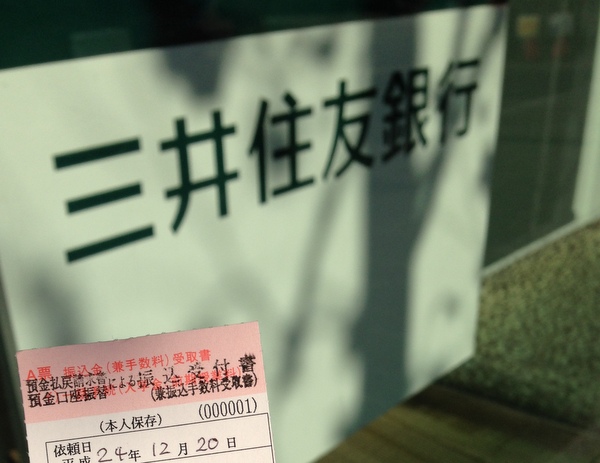 三井住友銀行
A票 振込金(兼手数料)受取書
預金払戻請求書による振込受付書
預金口座振替 (兼振込手数料受取書)
(本人保存) (000001)
依頼日
平成 24年 12月 20日